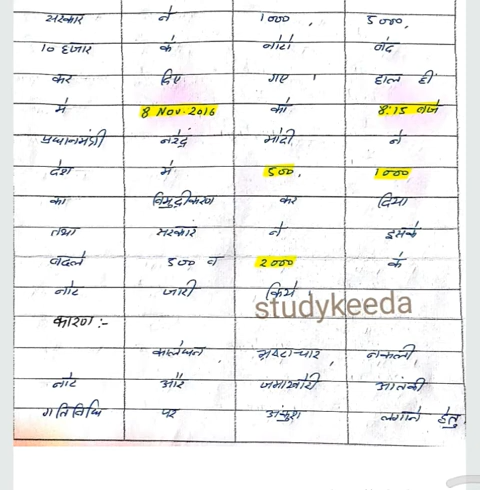 सरकार ने 1000, 5000,
10 हजार के नोटो बंद
कर दिए गए । हाल ही
मे 8 Nov. 2016 को 8:15 बजे
प्रधानमंत्री नरेंद्र मोदी ने
देश मे 500, 1000
का विमुद्रीकरण कर दिया
तथा सरकार ने इसके
बदले 500 व 2000 के
नोट जारी किये
studykeeda
कारण :-
कालेधन, भ्रष्टाचार, नकली
नोट और जमाखोरी आंतकी
गतिविधि पर अंकुश लगाने हेतु